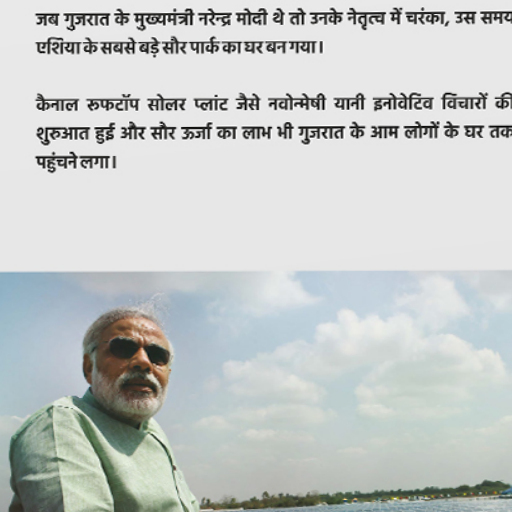 जब गुजरात के मुख्यमंत्री नरेन्द्र मोदी थे तो उनके नेतृत्व में चरंका, उस समय
एशिया के सबसे बड़े सौर पार्क का घर बन गया।
कैनाल रूफटॉप सोलर प्लांट जैसे नवोन्मेषी यानी इनोवेटिव विचारों की
शुरुआत हुई और सौर ऊर्जा का लाभ भी गुजरात के आम लोगों के घर तक
पहुंचने लगा।